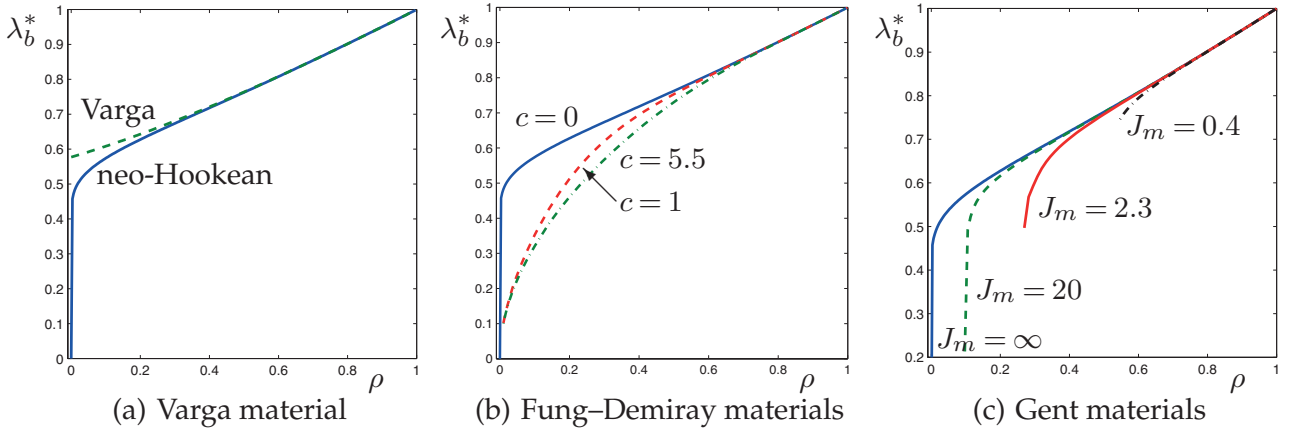 λ*b
1
0.9
0.8
0.7
0.6
0.5
0.4
0.3
0.2
0.1
0
0 0.2 0.4 0.6 0.8 1
ρ
Varga
neo-Hookean
(a) Varga material
λ*b
1
0.9
0.8
0.7
0.6
0.5
0.4
0.3
0.2
0.1
0
0 0.2 0.4 0.6 0.8 1
ρ
c = 0
c = 5.5
c = 1
(b) Fung–Demiray materials
λ*b
1
0.9
0.8
0.7
0.6
0.5
0.4
0.3
0.2
0 0.2 0.4 0.6 0.8 1
ρ
Jm = 0.4
Jm = 2.3
Jm = 20
Jm = ∞
(c) Gent materials